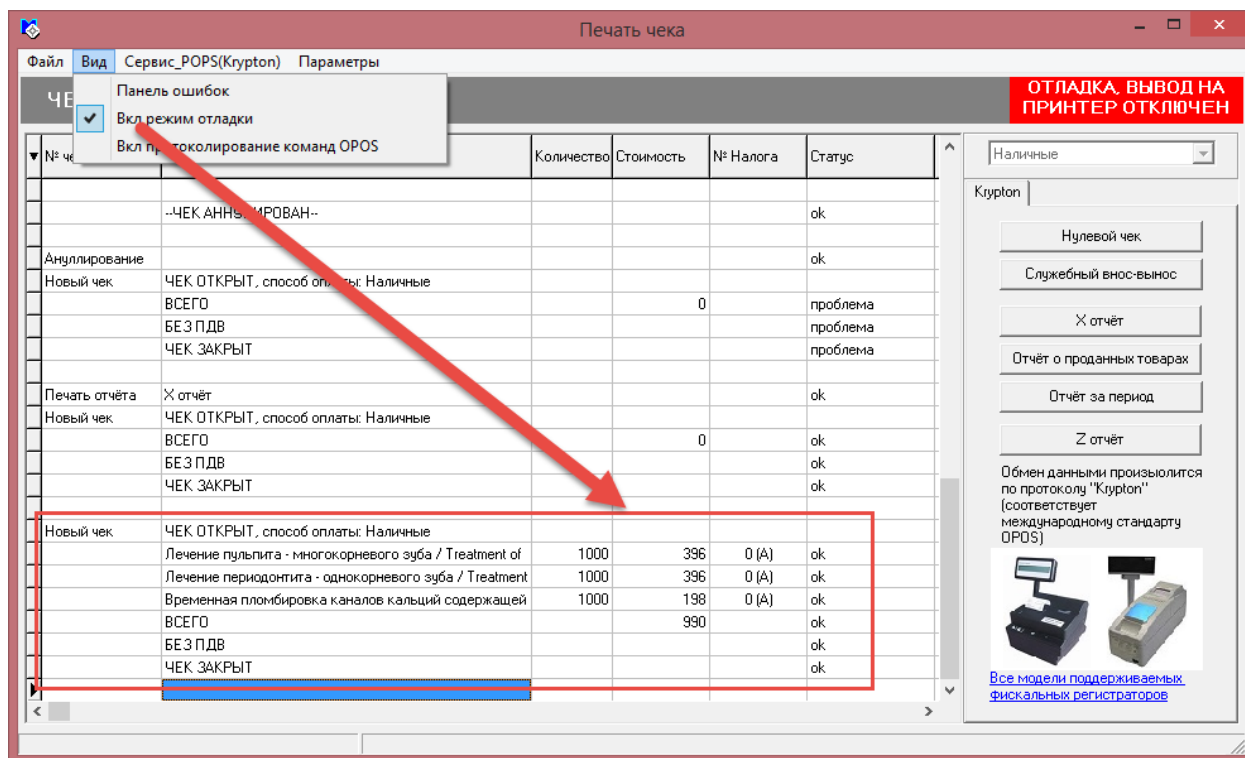 Печать чека
Файл Вид Сервис_POPS(Krypton) Параметры
Панель ошибок
Вкл режим отладки
Вкл протоколирование команд OPOS
ЧЕ
ОТЛАДКА, ВЫВОД НА
ПРИНТЕР ОТКЛЮЧЕН
№ че Количество Стоимость № Налога Статус
--ЧЕК АННУЛИРОВАН-- ok
Ануллирование ok
Новый чек ЧЕК ОТКРЫТ, способ оплаты: Наличные
ВСЕГО 0 проблема
БЕЗ ПДВ проблема
ЧЕК ЗАКРЫТ проблема
Печать отчёта X отчёт ok
Новый чек ЧЕК ОТКРЫТ, способ оплаты: Наличные
ВСЕГО 0 ok
БЕЗ ПДВ ok
ЧЕК ЗАКРЫТ ok
Новый чек ЧЕК ОТКРЫТ, способ оплаты: Наличные
Лечение пульпита - многокорневого зуба / Treatment of 1000 396 0 (А) ok
Лечение периодонтита - однокорневого зуба / Treatment 1000 396 0 (А) ok
Временная пломбировка каналов кальций содержащей 1000 198 0 (А) ok
ВСЕГО 990 ok
БЕЗ ПДВ ok
ЧЕК ЗАКРЫТ ok
Наличные
Krypton
Нулевой чек
Служебный внос-вынос
X отчёт
Отчёт о проданных товарах
Отчёт за период
Z отчёт
Обмен данными произыолится
по протоколу "Krypton"
(соответствует
международному стандарту
OPOS)
Все модели поддерживаемых
фискальных регистраторов